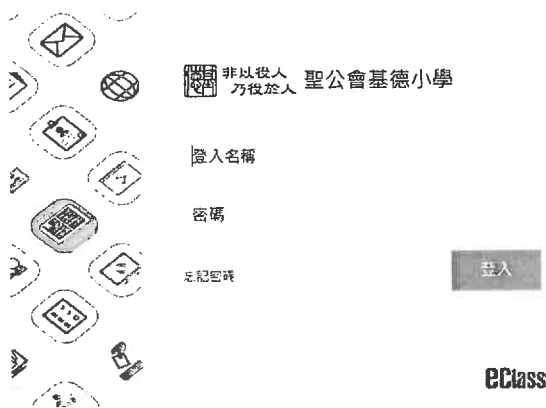 非以役人
乃役於人
聖公會基德小學
登入名稱
密碼
忘記密碼
登入
eClass